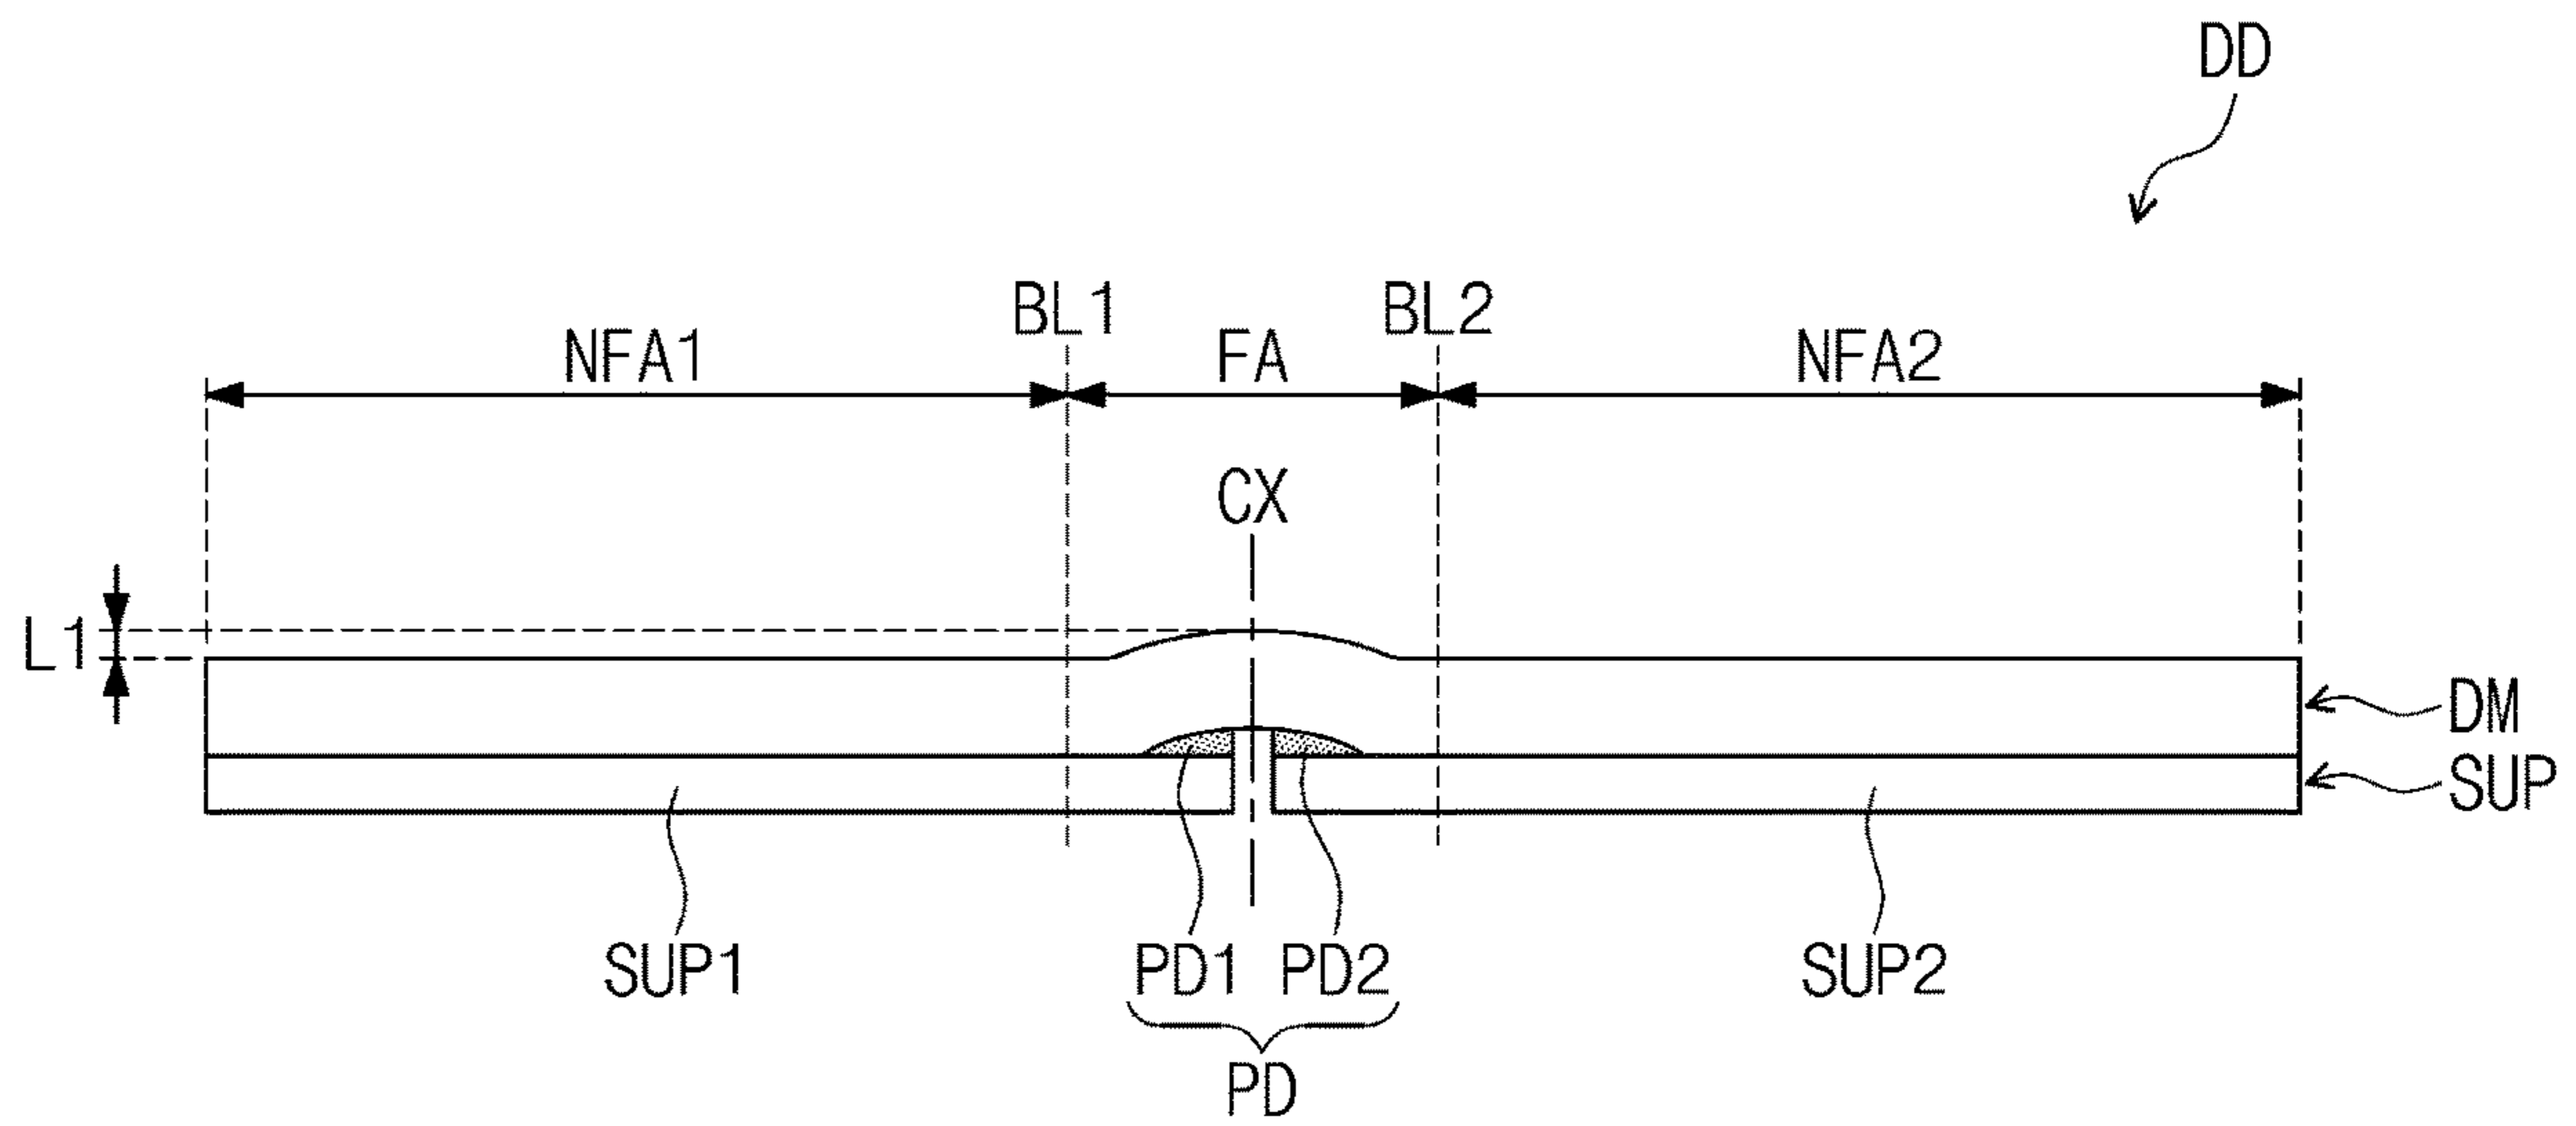 DD
BL1 BL2
NFA1 FA NFA2
CX
L1
DM
SUP
SUP1 PD1 PD2 SUP2
PD